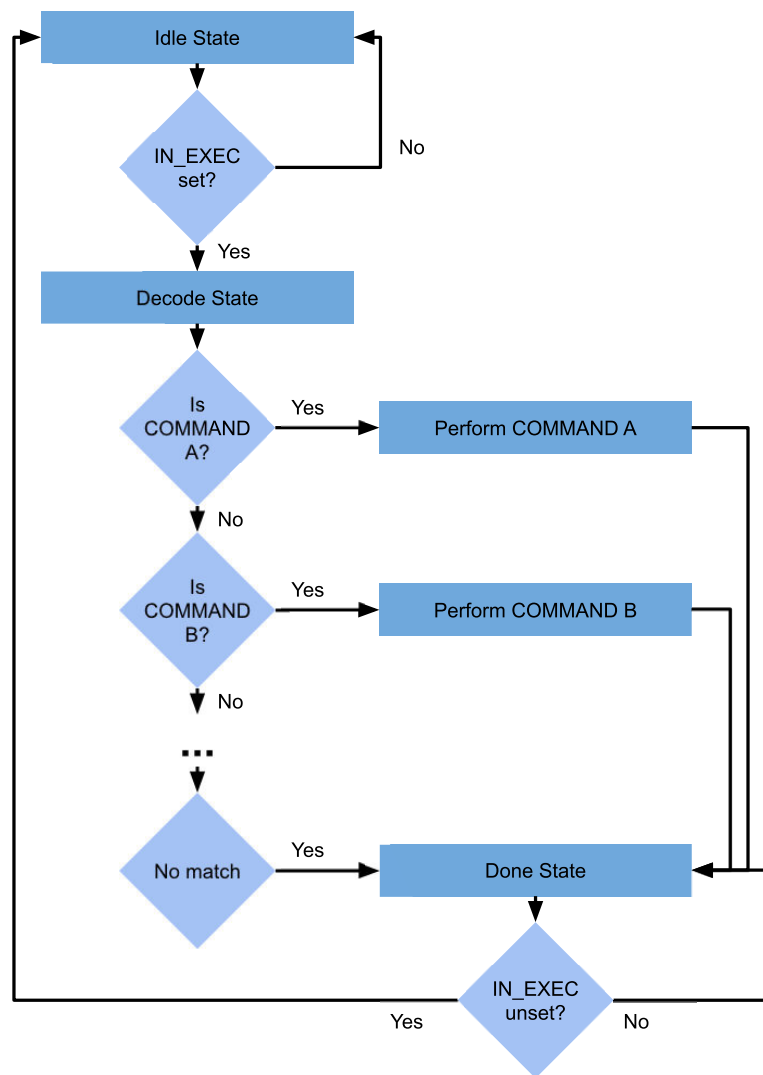 Idle State
IN_EXEC
set?
No
Yes
Decode State
Is
COMMAND
A?
Yes
Perform COMMAND A
No
Is
COMMAND
B?
Yes
Perform COMMAND B
No
...
No match
Yes
Done State
IN_EXEC
unset?
Yes
No